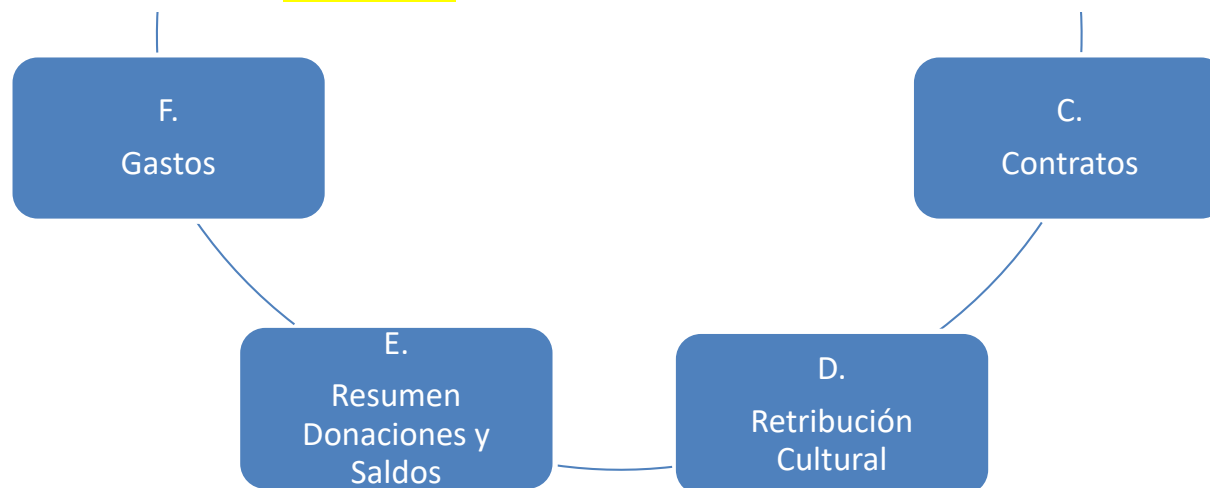 F.
Gastos
C.
Contratos
E.
Resumen
Donaciones y
Saldos
D.
Retribución
Cultural